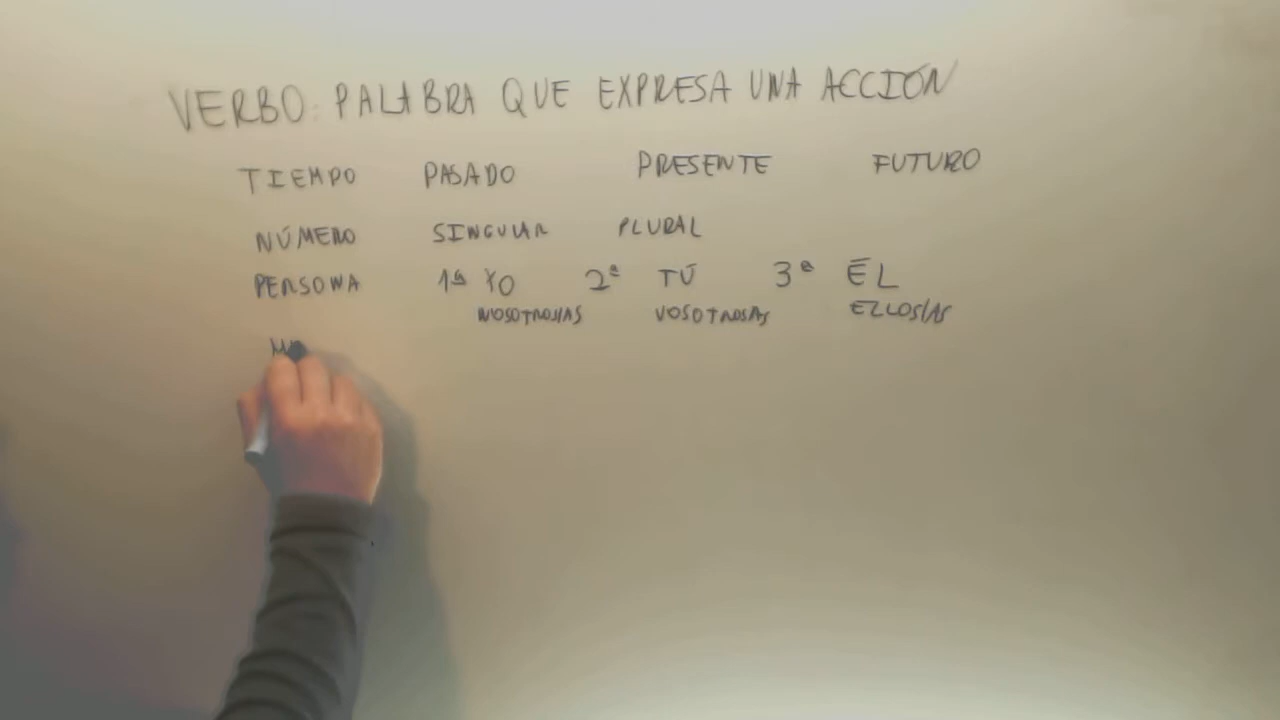 VERBO: PALABRA QUE EXPRESA UNA ACCIÓN
TIEMPO PASADO PRESENTE FUTURO
NÚMERO SINGULAR PLURAL
PERSONA 1ª YO 2ª TÚ 3ª ÉL
NOSOTROS/AS VOSOTROS/AS ELLOS/AS